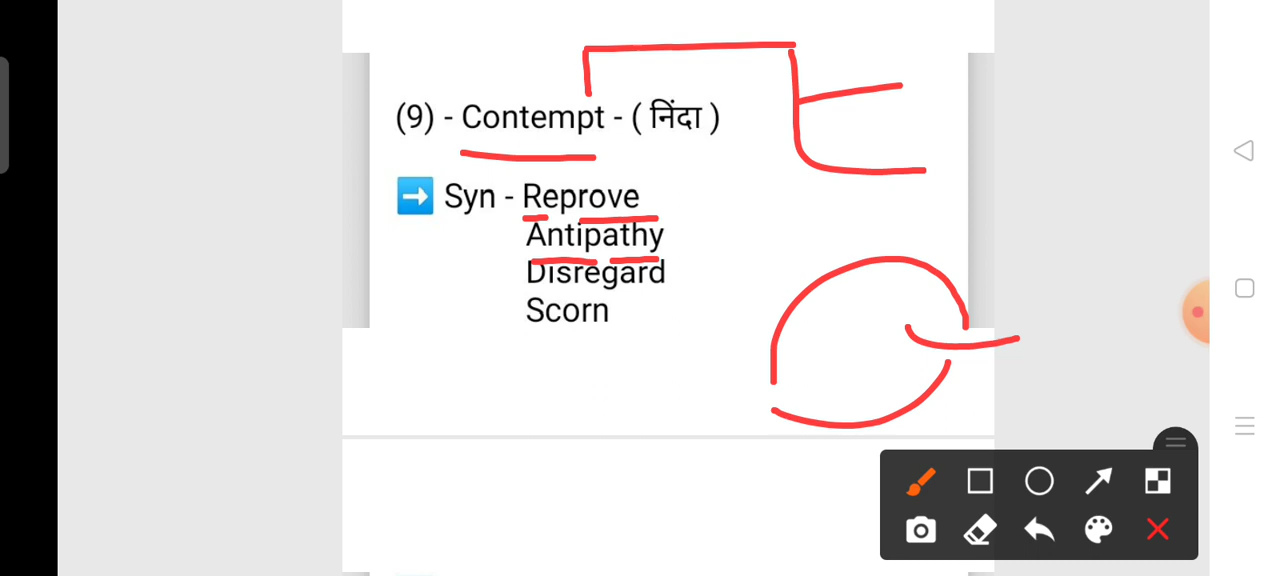 (9) - Contempt - ( निंदा )
➡️ Syn - Reprove
Antipathy
Disregard
Scorn